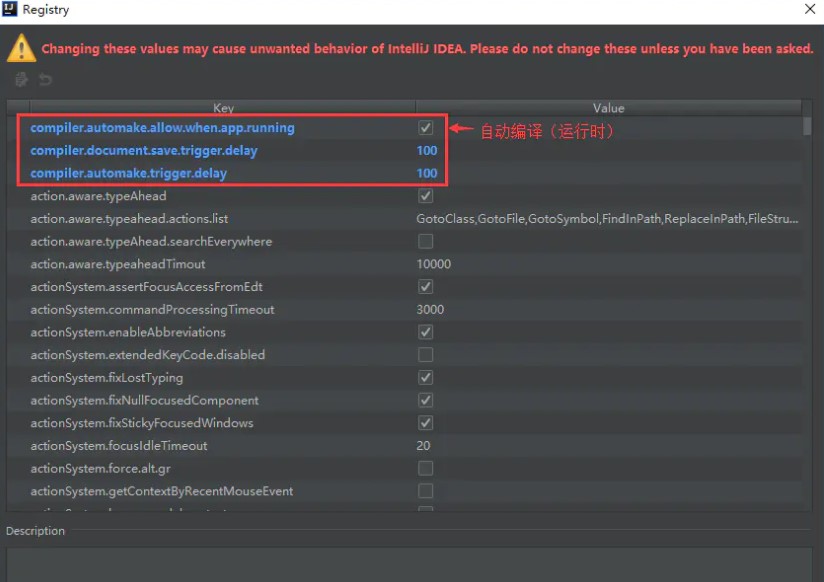 Registry
Changing these values may cause unwanted behavior of IntelliJ IDEA. Please do not change these unless you have been asked.
Key Value
compiler.automake.allow.when.app.running 自动编译（运行时）
compiler.document.save.trigger.delay 100
compiler.automake.trigger.delay 100
action.aware.typeAhead
action.aware.typeAhead.actions.list GotoClass,GotoFile,GotoSymbol,FindInPath,ReplaceInPath,FileStru...
action.aware.typeAhead.searchEverywhere
action.aware.typeaheadTimout 10000
actionSystem.assertFocusAccessFromEdt
actionSystem.commandProcessingTimeout 3000
actionSystem.enableAbbreviations
actionSystem.extendedKeyCode.disabled
actionSystem.fixLostTyping
actionSystem.fixNullFocusedComponent
actionSystem.fixStickyFocusedWindows
actionSystem.focusIdleTimeout 20
actionSystem.force.alt.gr
actionSystem.getContextByRecentMouseEvent
Description